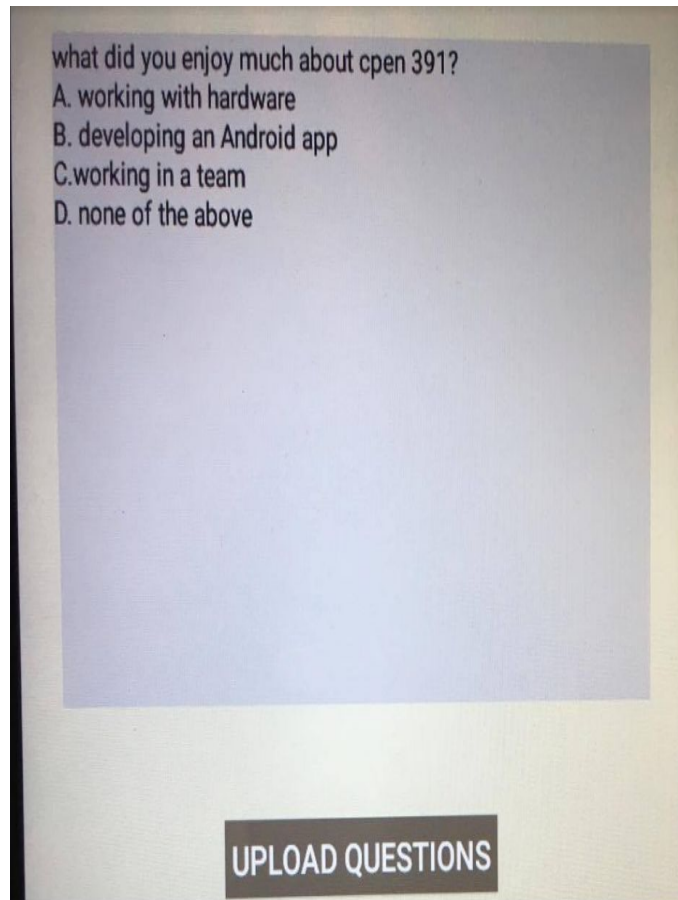 what did you enjoy much about cpen 391?
A. working with hardware
B. developing an Android app
C.working in a team
D. none of the above
UPLOAD QUESTIONS